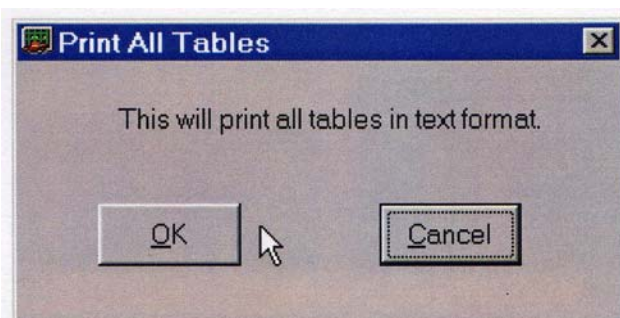 Print All Tables
This will print all tables in text format.
OK
Cancel